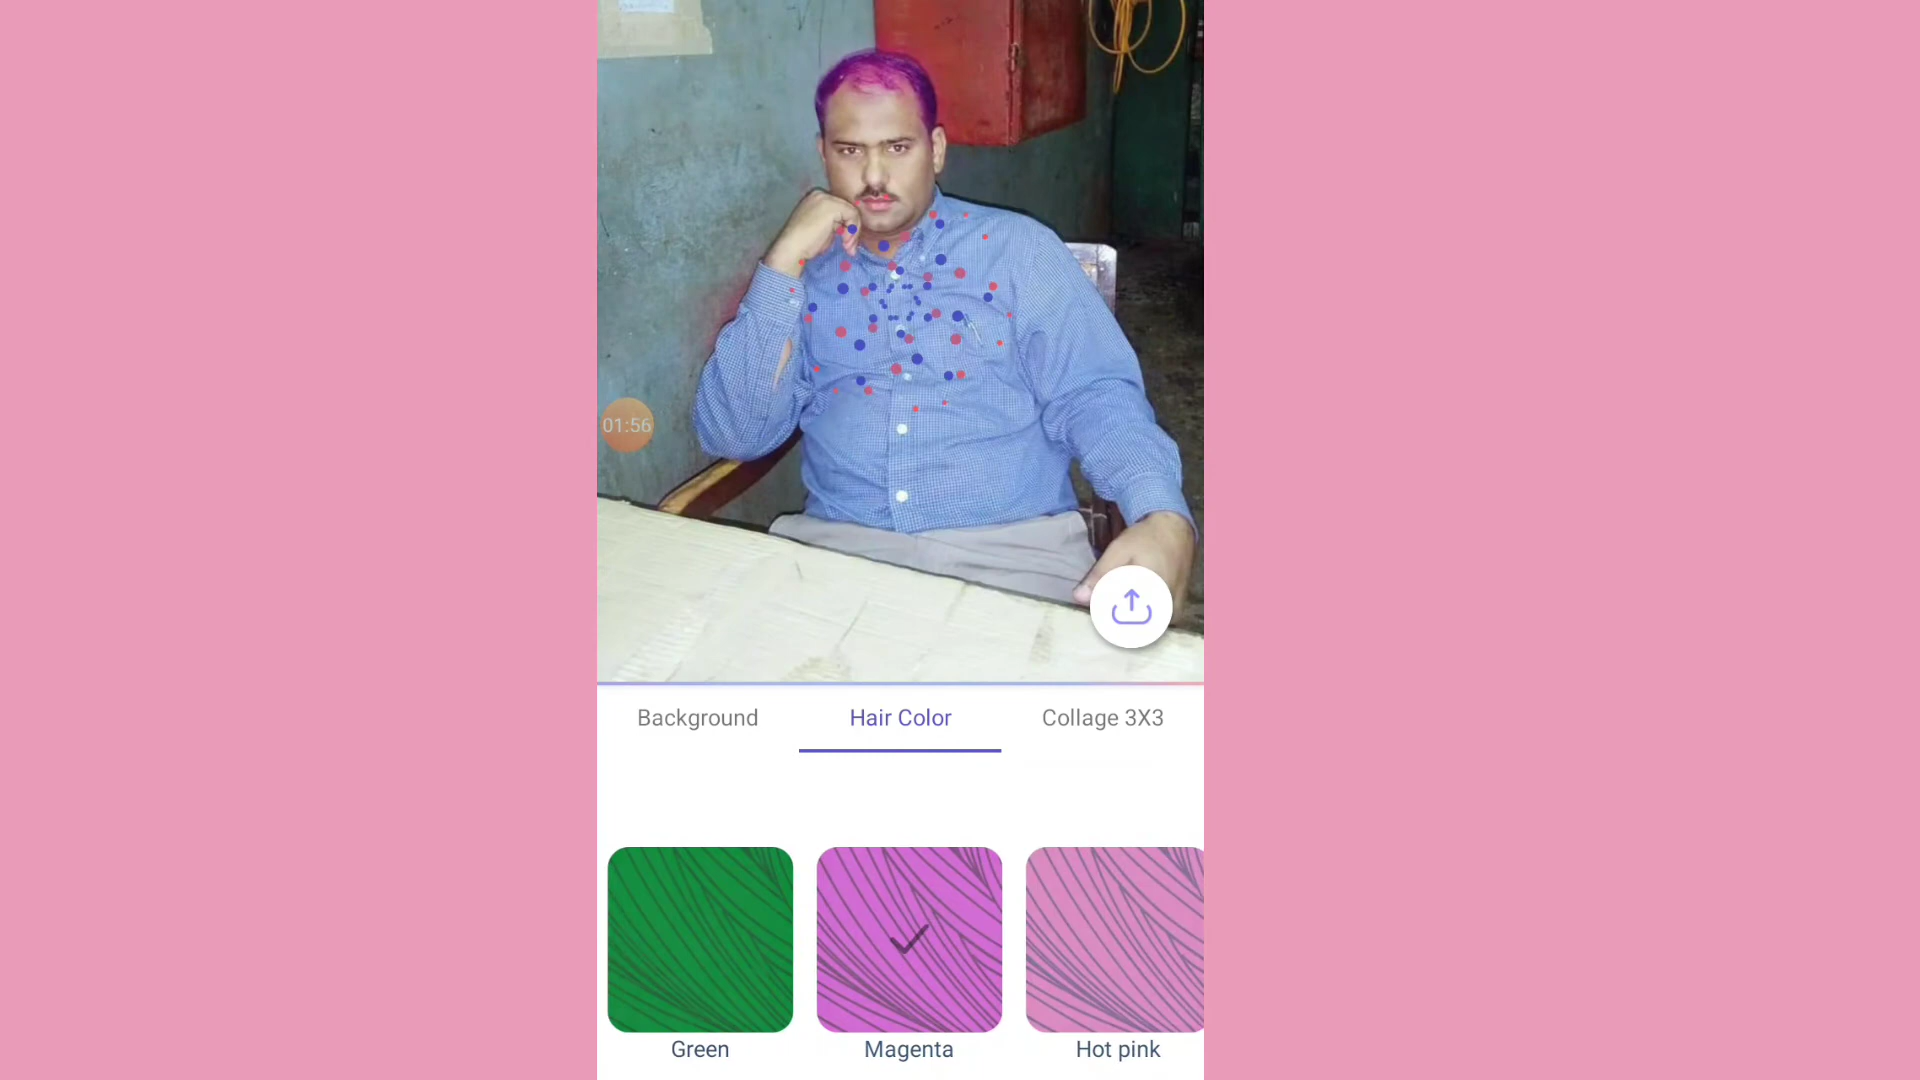 01:56
Background
Hair Color
Collage 3X3
Green
Magenta
Hot pink